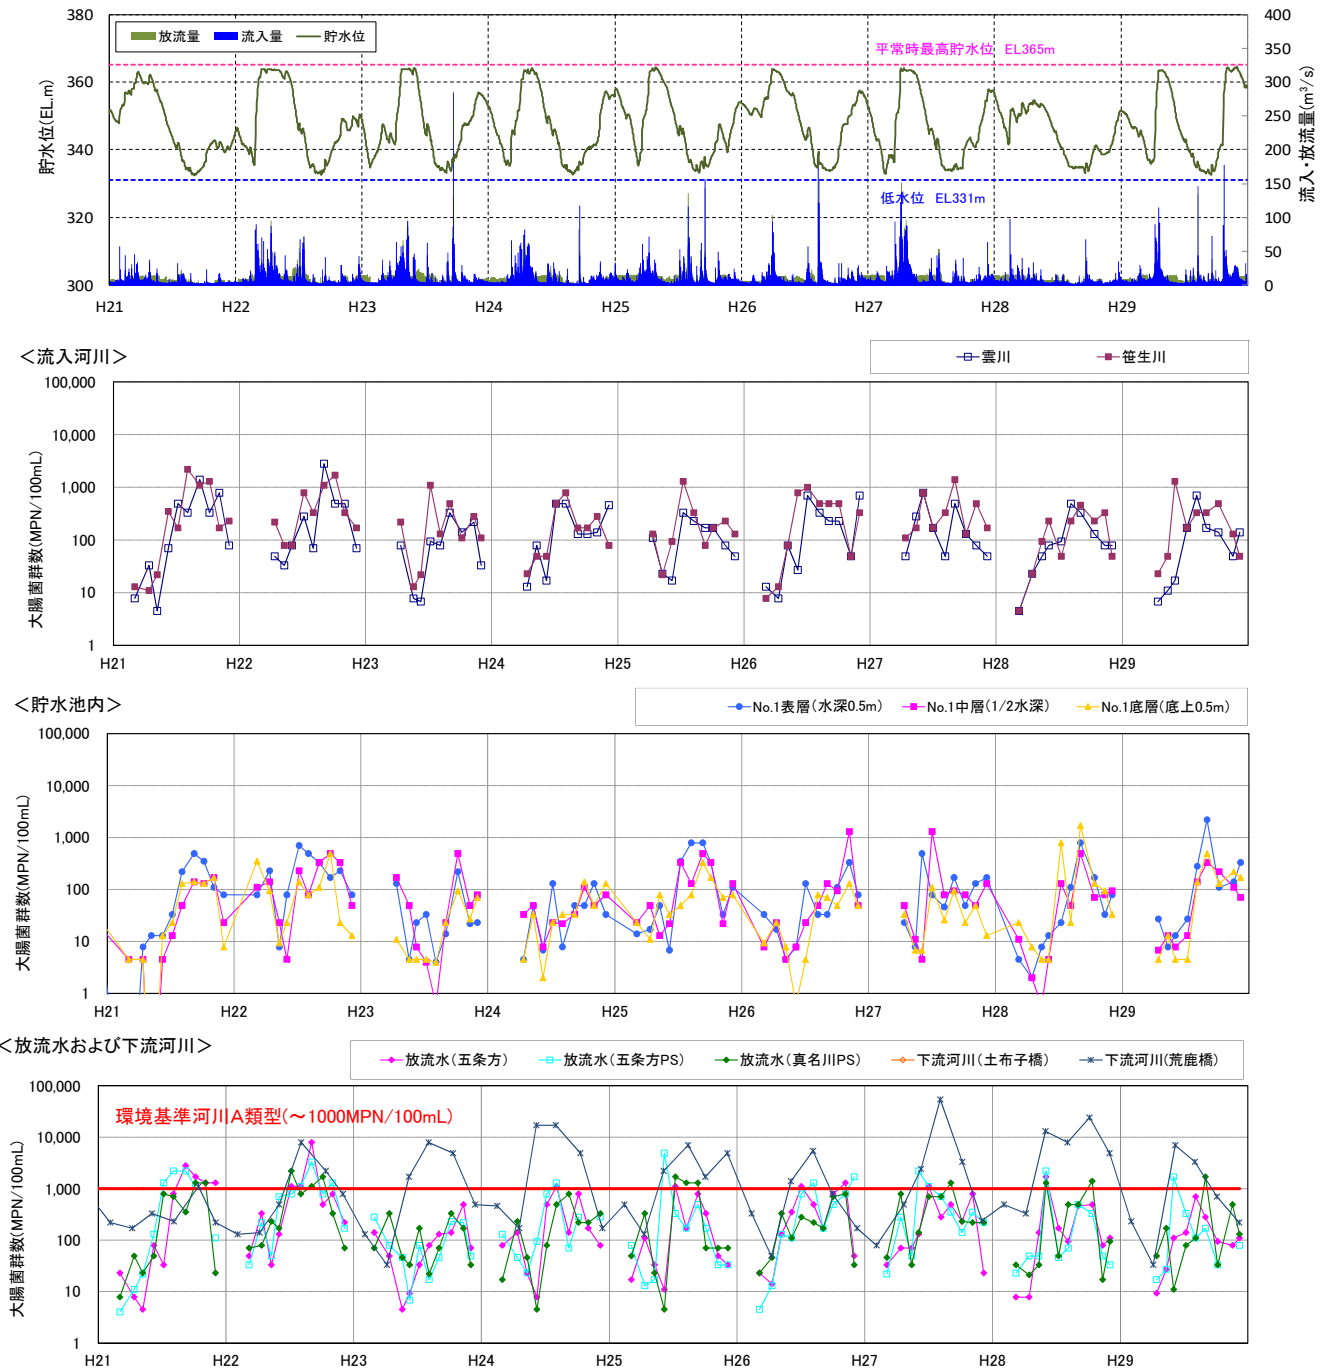 放流量 流入量 貯水位
平常時最高貯水位 EL365m
低水位 EL331m
貯水位(EL.m)
流入・放流量(m³/s)
380
360
340
320
300
400
350
300
250
200
150
100
50
0
H21 H22 H23 H24 H25 H26 H27 H28 H29
＜流入河川＞
雲川 笹生川
大腸菌群数(MPN/100mL)
100,000
10,000
1,000
100
10
1
H21 H22 H23 H24 H25 H26 H27 H28 H29
＜貯水池内＞
No.1表層(水深0.5m) No.1中層(1/2水深) No.1底層(底上0.5m)
大腸菌群数(MPN/100mL)
100,000
10,000
1,000
100
10
1
H21 H22 H23 H24 H25 H26 H27 H28 H29
＜放流水および下流河川＞
放流水(五条方) 放流水(五条方PS) 放流水(真名川PS) 下流河川(土布子橋) 下流河川(荒鹿橋)
環境基準河川A類型(～1000MPN/100mL)
大腸菌群数(MPN/100mL)
100,000
10,000
1,000
100
10
1
H21 H22 H23 H24 H25 H26 H27 H28 H29